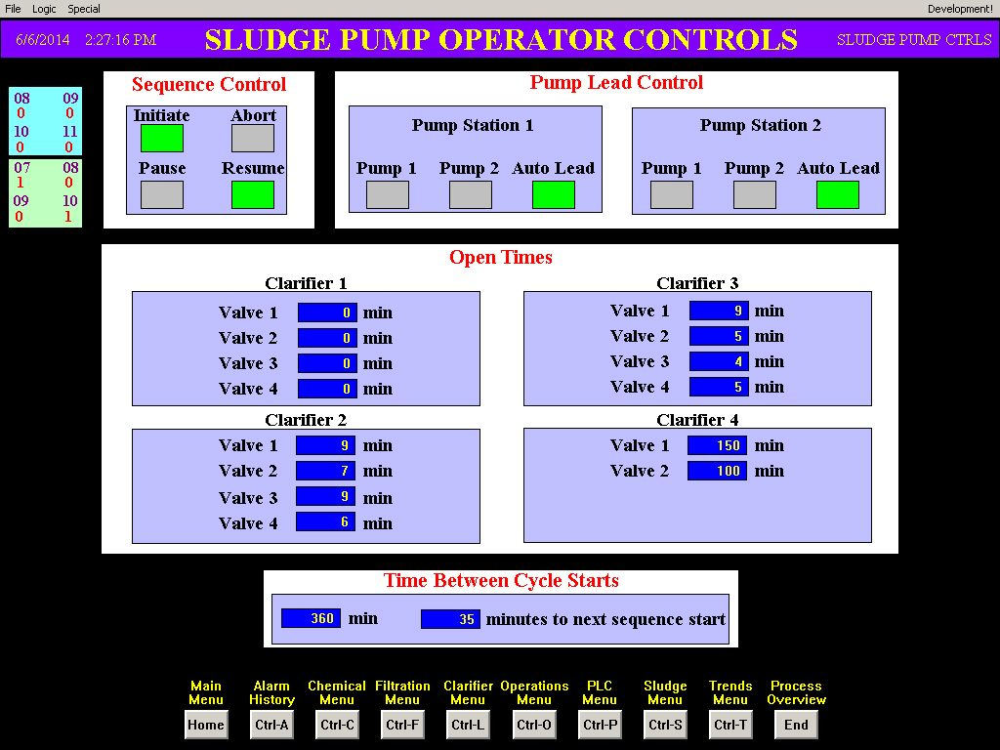 File Logic Special Development!
6/6/2014 2:27:16 PM SLUDGE PUMP OPERATOR CONTROLS SLUDGE PUMP CTRLS
08 09
0 0
10 11
0 0
07 08
1 0
09 10
0 1
Sequence Control
Initiate Abort
Pause Resume
Pump Lead Control
Pump Station 1
Pump 1 Pump 2 Auto Lead
Pump Station 2
Pump 1 Pump 2 Auto Lead
Open Times
Clarifier 1
Valve 1 0 min
Valve 2 0 min
Valve 3 0 min
Valve 4 0 min
Clarifier 2
Valve 1 9 min
Valve 2 7 min
Valve 3 9 min
Valve 4 6 min
Clarifier 3
Valve 1 9 min
Valve 2 5 min
Valve 3 4 min
Valve 4 5 min
Clarifier 4
Valve 1 150 min
Valve 2 100 min
Time Between Cycle Starts
360 min 35 minutes to next sequence start
Main Menu Home
Alarm History Ctrl-A
Chemical Menu Ctrl-C
Filtration Menu Ctrl-F
Clarifier Menu Ctrl-L
Operations Menu Ctrl-O
PLC Menu Ctrl-P
Sludge Menu Ctrl-S
Trends Menu Ctrl-T
Process Overview End